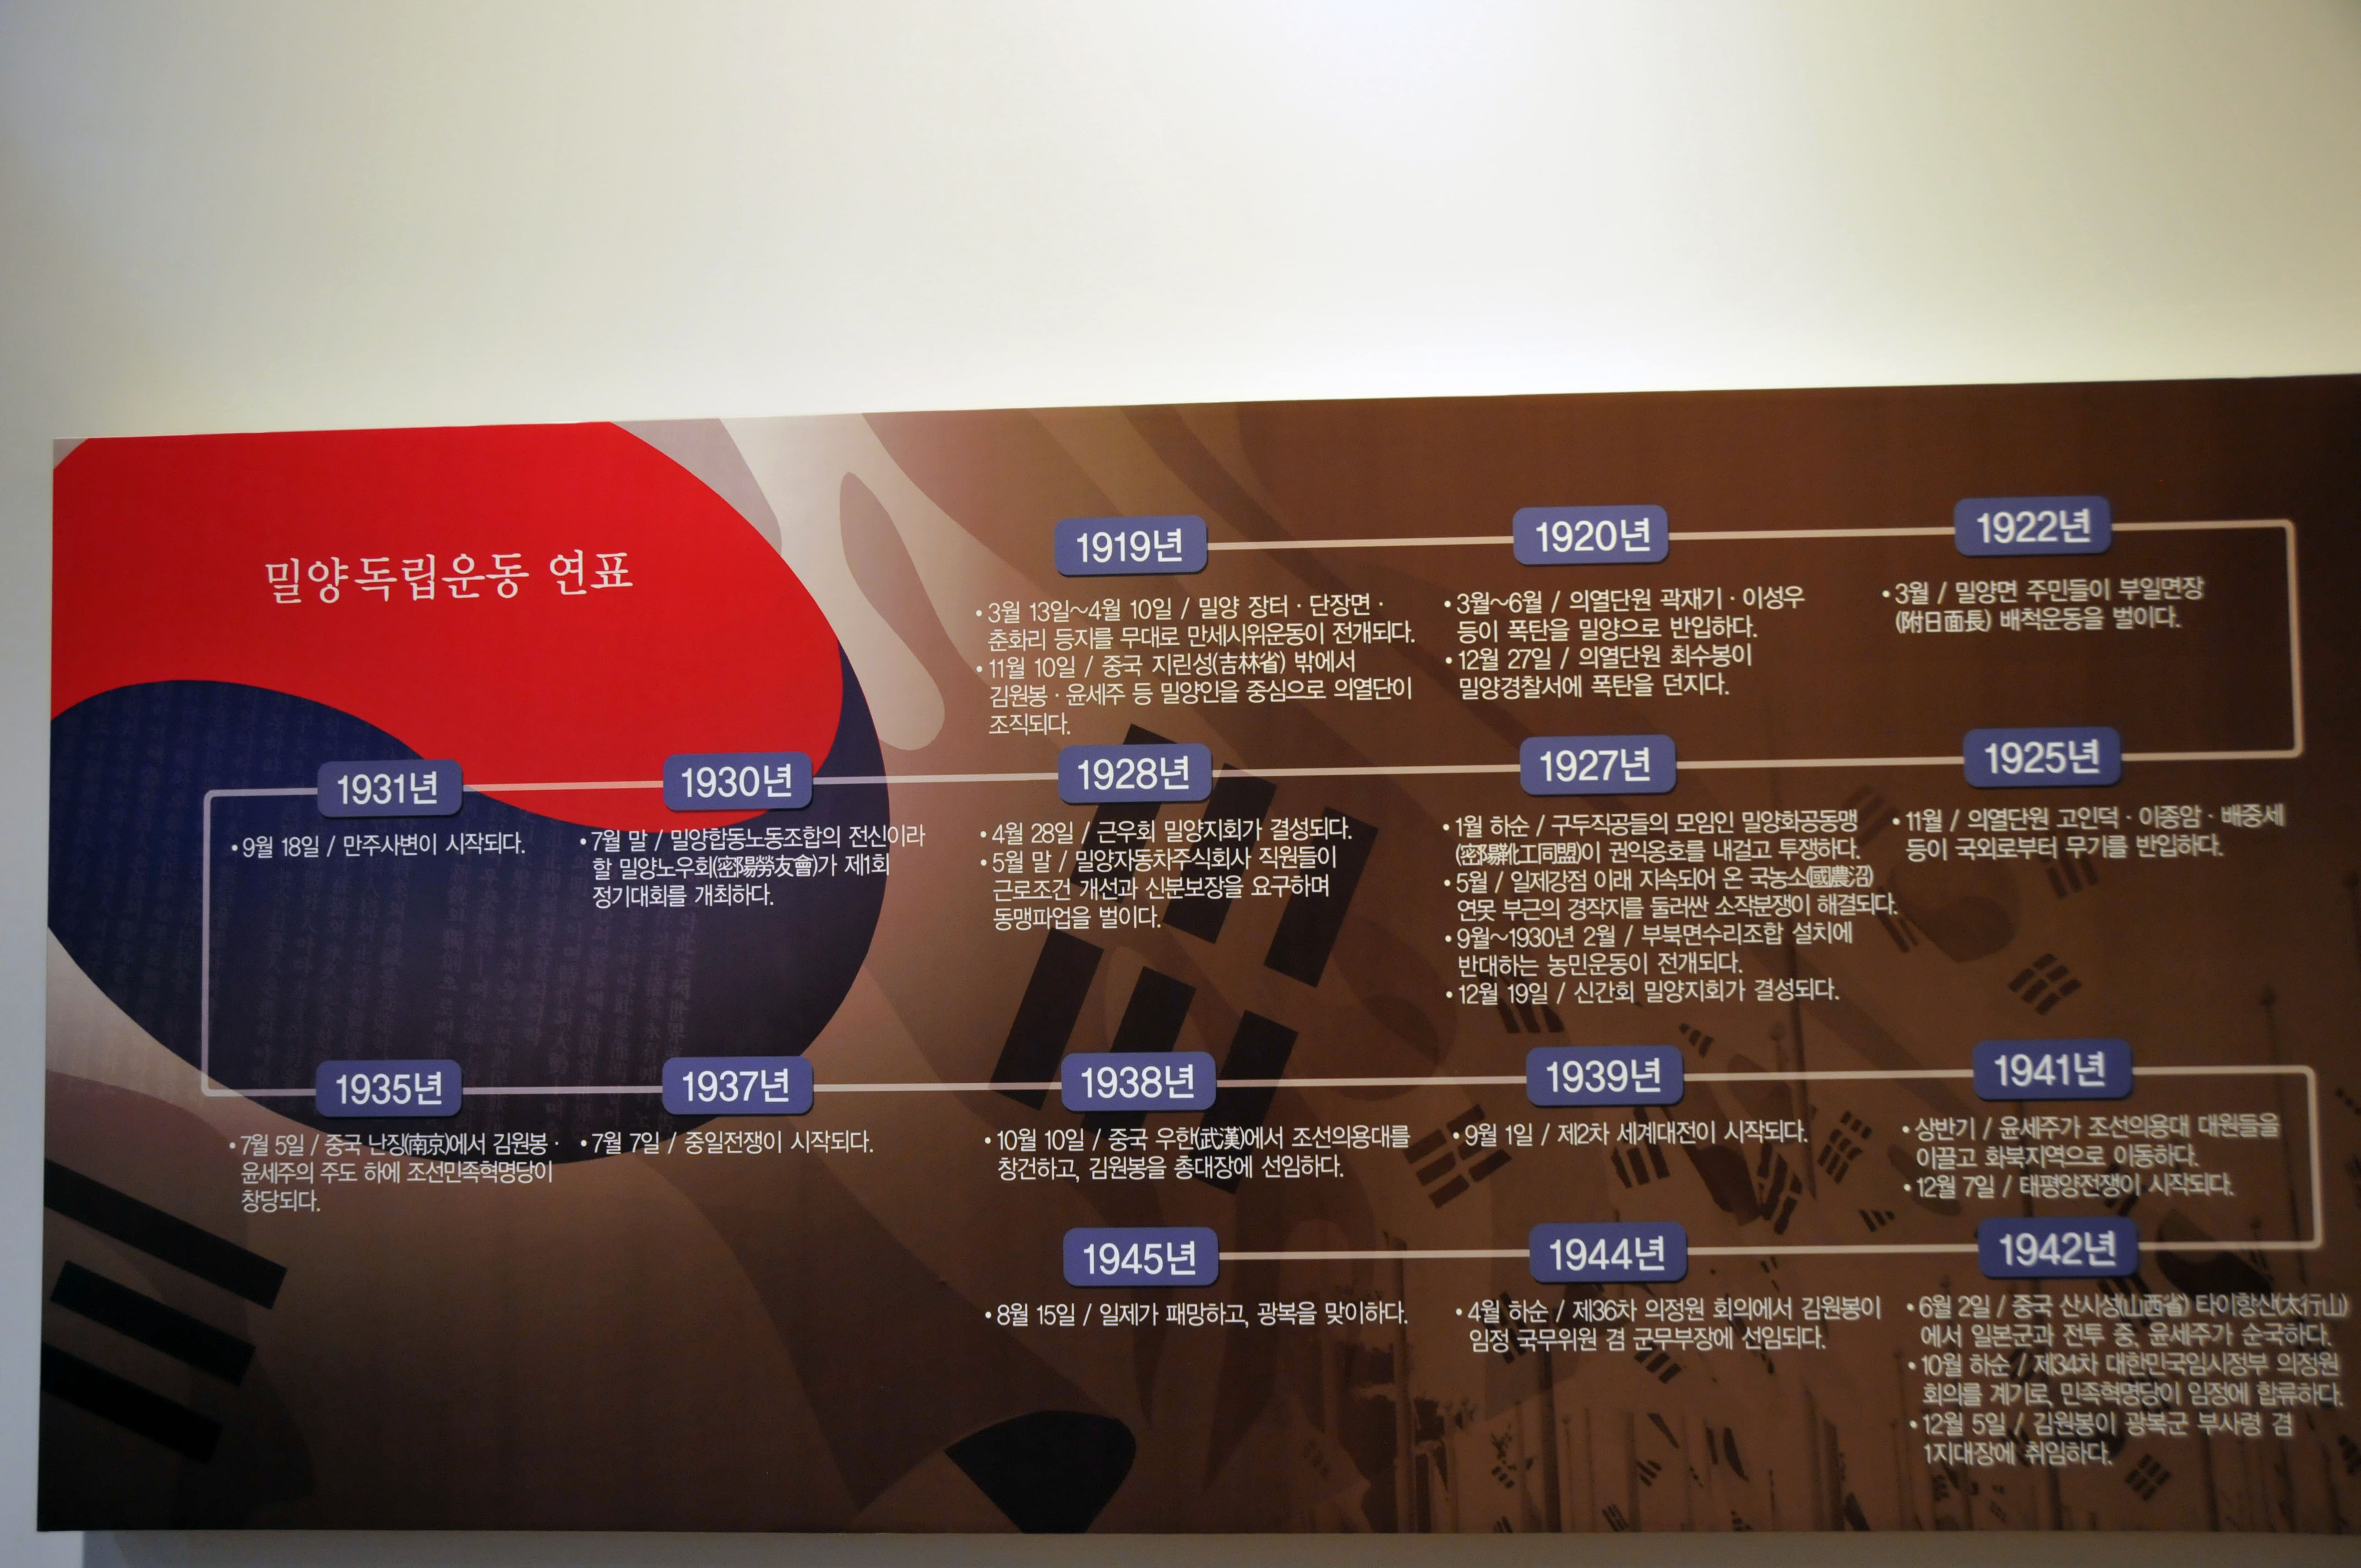 밀양독립운동 연표
1919년
• 3월 13일~4월 10일 / 밀양 장터 · 단장면 ·
춘화리 등지를 무대로 만세시위운동이 전개되다.
• 11월 10일 / 중국 지린성(吉林省) 밖에서
김원봉 · 윤세주 등 밀양인을 중심으로 의열단이
조직되다.
1920년
• 3월~6월 / 의열단원 곽재기 · 이성우
등이 폭탄을 밀양으로 반입하다.
• 12월 27일 / 의열단원 최수봉이
밀양경찰서에 폭탄을 던지다.
1922년
• 3월 / 밀양면 주민들이 부일면장
(附日面長) 배척운동을 벌이다.
1925년
• 11월 / 의열단원 고인덕 · 이종암 · 배중세
등이 국외로부터 무기를 반입하다.
1927년
• 1월 하순 / 구두직공들의 모임인 밀양화공동맹
(密陽靴工同盟)이 권익옹호를 내걸고 투쟁하다.
• 5월 / 일제강점 이래 지속되어 온 국농소(國農沼)
연못 부근의 경작지를 둘러싼 소작분쟁이 해결되다.
• 9월~1930년 2월 / 부북면수리조합 설치에
반대하는 농민운동이 전개되다.
• 12월 19일 / 신간회 밀양지회가 결성되다.
1928년
• 4월 28일 / 근우회 밀양지회가 결성되다.
• 5월 말 / 밀양자동차주식회사 직원들이
근로조건 개선과 신분보장을 요구하며
동맹파업을 벌이다.
1930년
• 7월 말 / 밀양합동노동조합의 전신이라
할 밀양노우회(密陽勞友會)가 제1회
정기대회를 개최하다.
1931년
• 9월 18일 / 만주사변이 시작되다.
1935년
• 7월 5일 / 중국 난징(南京)에서 김원봉 ·
윤세주의 주도 하에 조선민족혁명당이
창당되다.
1937년
• 7월 7일 / 중일전쟁이 시작되다.
1938년
• 10월 10일 / 중국 우한(武漢)에서 조선의용대를
창건하고, 김원봉을 총대장에 선임하다.
1939년
• 9월 1일 / 제2차 세계대전이 시작되다.
1941년
• 상반기 / 윤세주가 조선의용대 대원들을
이끌고 화북지역으로 이동하다.
• 12월 7일 / 태평양전쟁이 시작되다.
1942년
• 6월 2일 / 중국 산시성(山西省) 타이항산(太行山)
에서 일본군과 전투 중, 윤세주가 순국하다.
• 10월 하순 / 제34차 대한민국임시정부 의정원
회의를 계기로, 민족혁명당이 임정에 합류하다.
• 12월 5일 / 김원봉이 광복군 부사령 겸
1지대장에 취임하다.
1944년
• 4월 하순 / 제36차 의정원 회의에서 김원봉이
임정 국무위원 겸 군무부장에 선임되다.
1945년
• 8월 15일 / 일제가 패망하고, 광복을 맞이하다.